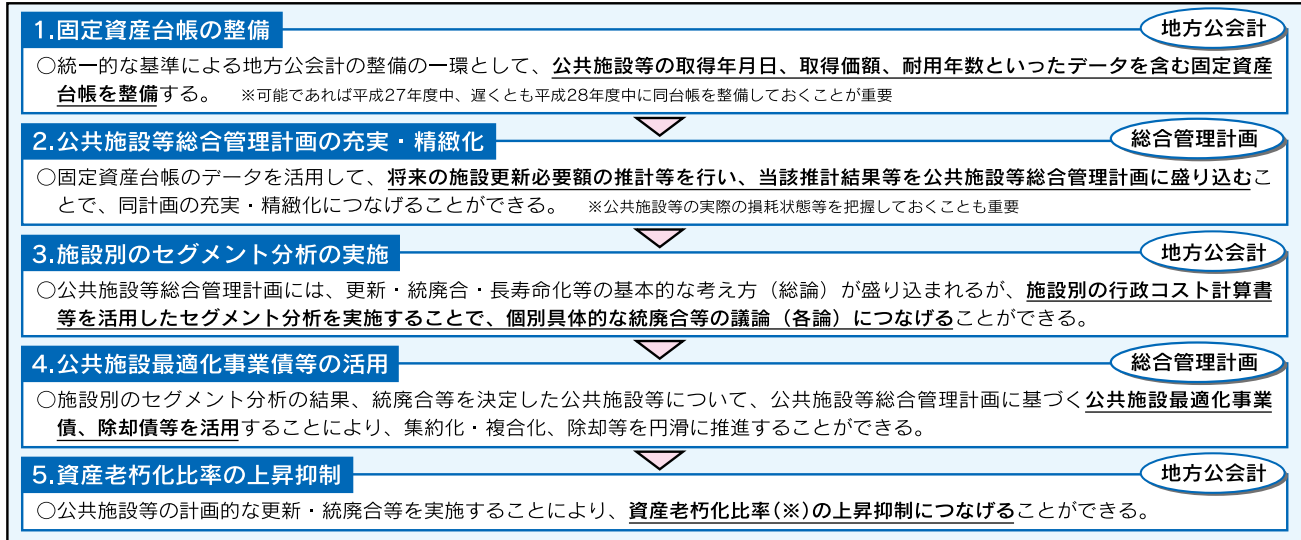 1.固定資産台帳の整備
地方公会計
○統一的な基準による地方公会計の整備の一環として、公共施設等の取得年月日、取得価額、耐用年数といったデータを含む固定資産
台帳を整備する。 ※可能であれば平成27年度中、遅くとも平成28年度中に同台帳を整備しておくことが重要
2.公共施設等総合管理計画の充実・精緻化
総合管理計画
○固定資産台帳のデータを活用して、将来の施設更新必要額の推計等を行い、当該推計結果等を公共施設等総合管理計画に盛り込むこ
とで、同計画の充実・精緻化につなげることができる。 ※公共施設等の実際の損耗状態等を把握しておくことも重要
3.施設別のセグメント分析の実施
地方公会計
○公共施設等総合管理計画には、更新・統廃合・長寿命化等の基本的な考え方（総論）が盛り込まれるが、施設別の行政コスト計算書
等を活用したセグメント分析を実施することで、個別具体的な統廃合等の議論（各論）につなげることができる。
4.公共施設最適化事業債等の活用
総合管理計画
○施設別のセグメント分析の結果、統廃合等を決定した公共施設等について、公共施設等総合管理計画に基づく公共施設最適化事業
債、除却債等を活用することにより、集約化・複合化、除却等を円滑に推進することができる。
5.資産老朽化比率の上昇抑制
地方公会計
○公共施設等の計画的な更新・統廃合等を実施することにより、資産老朽化比率(※)の上昇抑制につなげることができる。